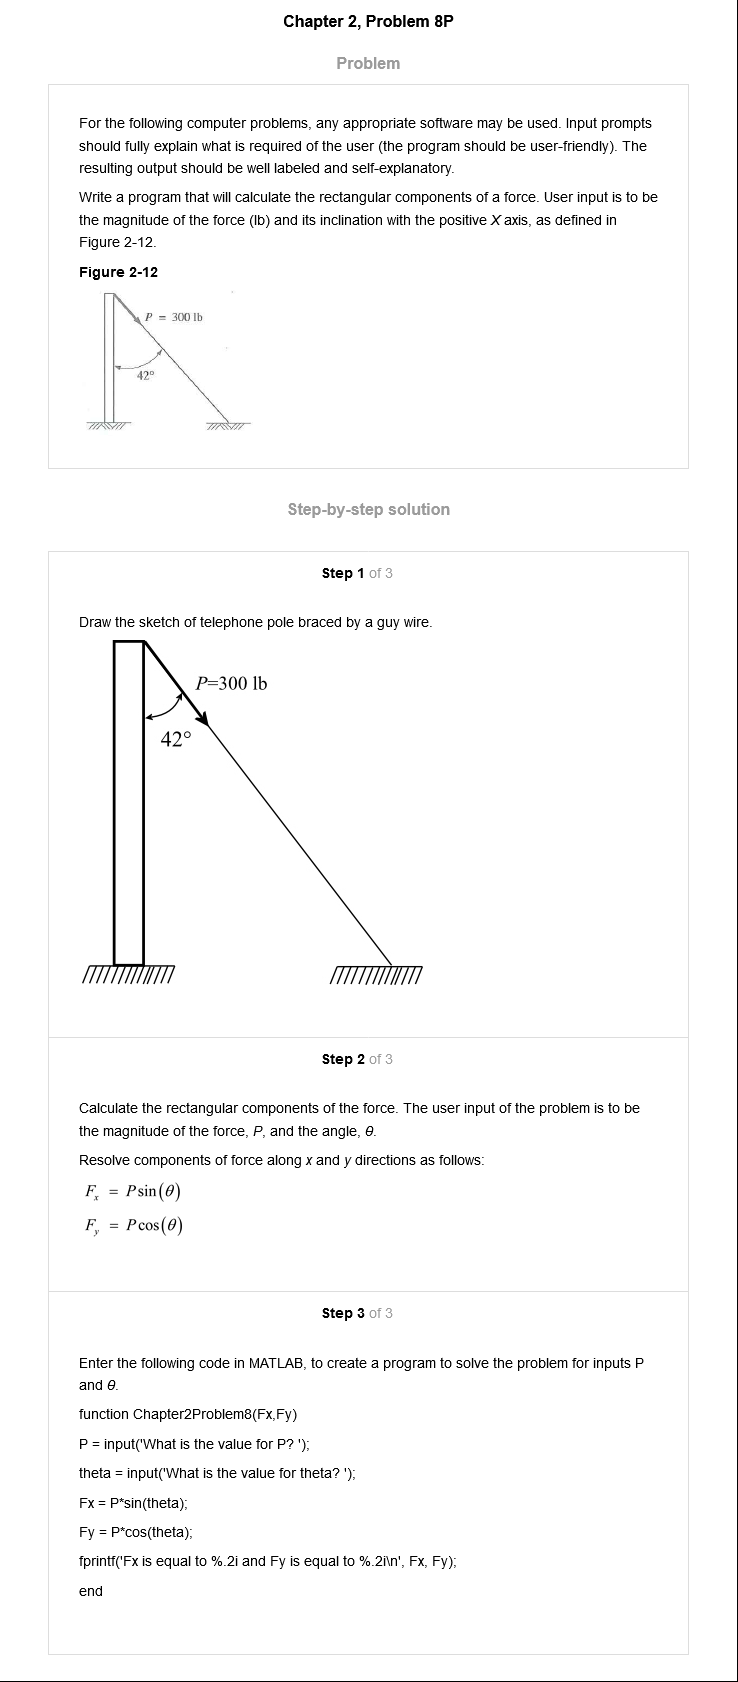 Chapter 2, Problem 8P
Problem
For the following computer problems, any appropriate software may be used. Input prompts
should fully explain what is required of the user (the program should be user-friendly). The
resulting output should be well labeled and self-explanatory.
Write a program that will calculate the rectangular components of a force. User input is to be
the magnitude of the force (lb) and its inclination with the positive X axis, as defined in
Figure 2-12.
Figure 2-12
P = 300 lb
42°
Step-by-step solution
Step 1 of 3
Draw the sketch of telephone pole braced by a guy wire.
P=300 lb
42°
Step 2 of 3
Calculate the rectangular components of the force. The user input of the problem is to be
the magnitude of the force, P, and the angle, θ.
Resolve components of force along x and y directions as follows:
Fx = P sin(θ)
Fy = P cos(θ)
Step 3 of 3
Enter the following code in MATLAB, to create a program to solve the problem for inputs P
and θ.
function Chapter2Problem8(Fx,Fy)
P = input('What is the value for P? ');
theta = input('What is the value for theta? ');
Fx = P*sin(theta);
Fy = P*cos(theta);
fprintf('Fx is equal to %.2i and Fy is equal to %.2i\n', Fx, Fy);
end